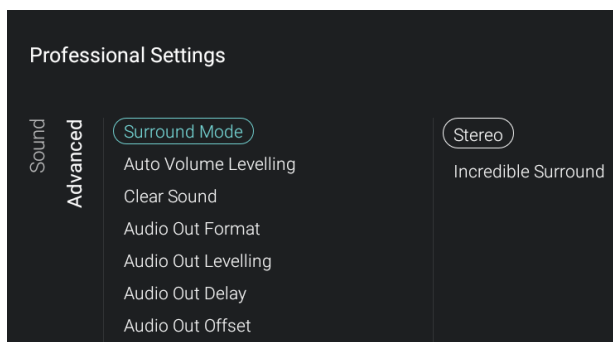 Professional Settings
Sound
Advanced
Surround Mode
Auto Volume Levelling
Clear Sound
Audio Out Format
Audio Out Levelling
Audio Out Delay
Audio Out Offset
Stereo
Incredible Surround